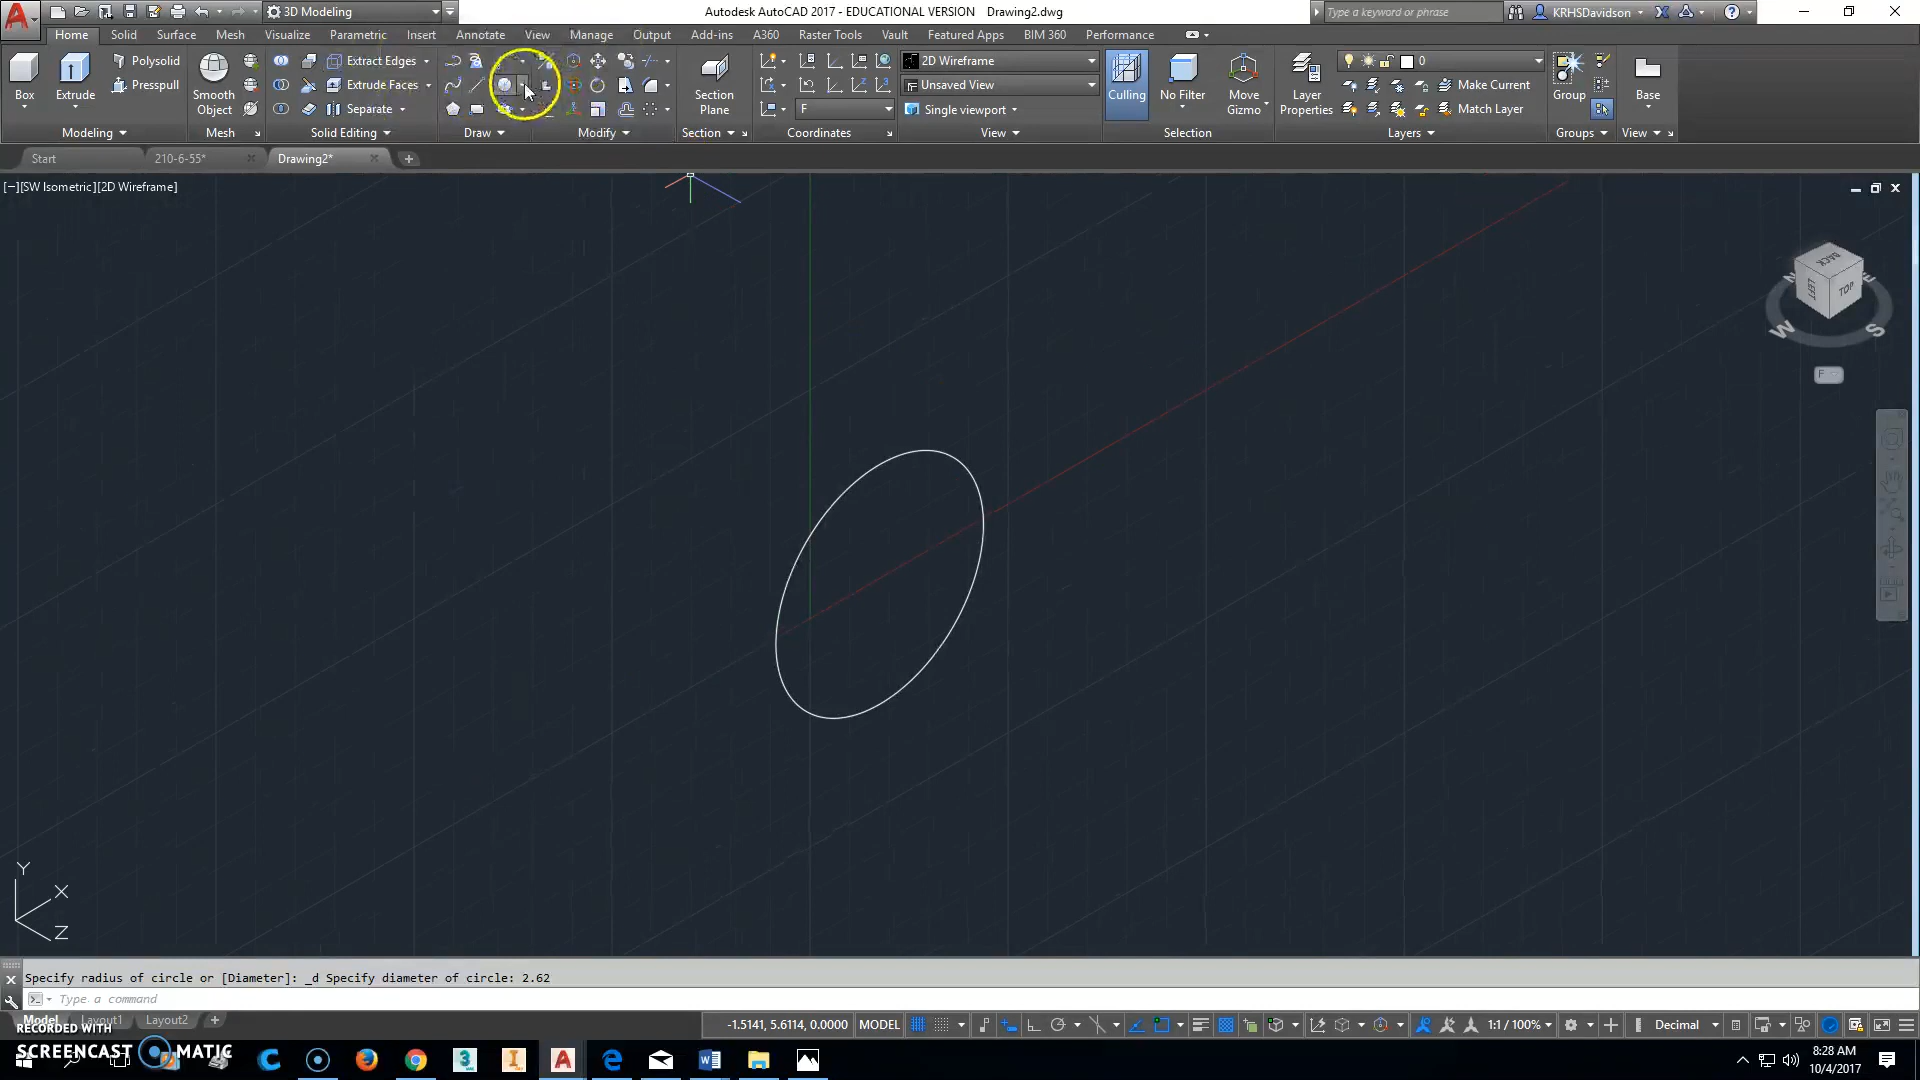 3D Modeling
Autodesk AutoCAD 2017 - EDUCATIONAL VERSION Drawing2.dwg
Type a keyword or phrase
KRHSDavidson
Home Solid Surface Mesh Visualize Parametric Insert Annotate View Manage Output Add-ins A360 Raster Tools Vault Featured Apps BIM 360 Performance
Box
Extrude
Polysolid
Presspull
Smooth Object
Extract Edges
Extrude Faces
Separate
Section Plane
F
2D Wireframe
Unsaved View
Single viewport
Culling
No Filter
Move Gizmo
Layer Properties
0
Make Current
Match Layer
Group
Base
Modeling Mesh Solid Editing Draw Modify Section Coordinates View Selection Layers Groups View
Start 210-6-55* Drawing2*
[−][SW Isometric][2D Wireframe]
BACK
LEFT
TOP
N
E
W
S
F
Y
X
Z
Specify radius of circle or [Diameter]: _d Specify diameter of circle: 2.62
Type a command
Model Layout1 Layout2
-1.5141, 5.6114, 0.0000 MODEL 1:1 / 100% Decimal
RECORDED WITH
SCREENCAST MATIC
8:28 AM
10/4/2017